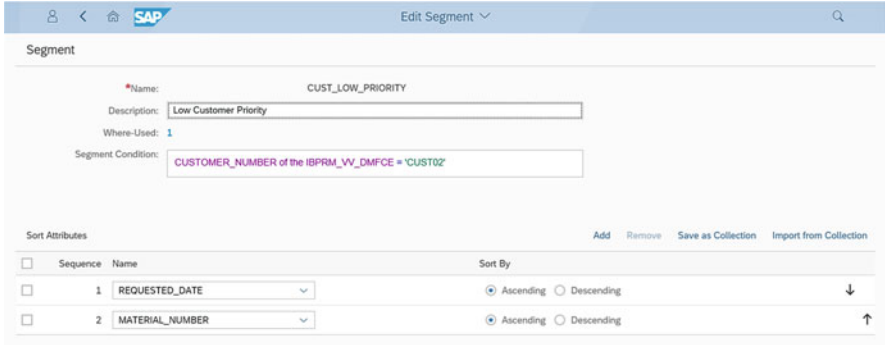 SAP Edit Segment
Segment
*Name: CUST_LOW_PRIORITY
Description: Low Customer Priority
Where-Used: 1
Segment Condition: CUSTOMER_NUMBER of the IBPRM_VV_DMFCE = 'CUST02'
Sort Attributes Add Remove Save as Collection Import from Collection
Sequence Name Sort By
1 REQUESTED_DATE Ascending Descending
2 MATERIAL_NUMBER Ascending Descending